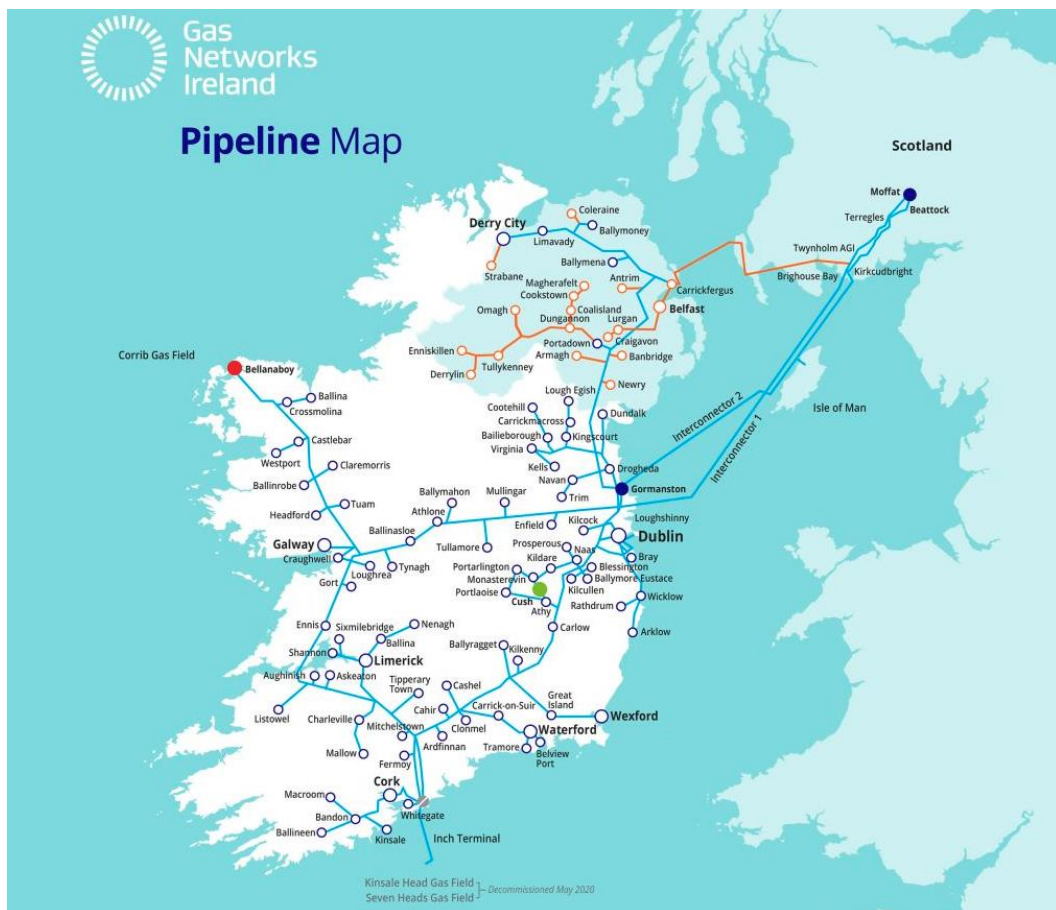 Gas
Networks
Ireland
Pipeline Map
Scotland
Moffat
Beattock
Terregles
Twynholm AGI
Kirkcudbright
Brighouse Bay
Coleraine
Derry City
Ballymoney
Limavady
Ballymena
Strabane
Antrim
Magherafelt
Carrickfergus
Cookstown
Omagh
Coalisland
Belfast
Dungannon
Lurgan
Portadown
Craigavon
Enniskillen
Armagh
Banbridge
Tullykenney
Derrylin
Newry
Corrib Gas Field
Bellanaboy
Lough Egish
Ballina
Crossmolina
Cootehill
Dundalk
Carrickmacross
Isle of Man
Interconnector 2
Interconnector 1
Bailieborough
Kingscourt
Castlebar
Virginia
Westport
Claremorris
Kells
Drogheda
Navan
Ballinrobe
Gormanston
Ballymahon
Mullingar
Trim
Tuam
Headford
Athlone
Enfield
Kilcock
Loughshinny
Ballinasloe
Dublin
Galway
Tullamore
Prosperous
Naas
Craughwell
Kildare
Bray
Loughrea
Tynagh
Portarlington
Blessington
Monasterevin
Ballymore Eustace
Gort
Portlaoise
Kilcullen
Cush
Wicklow
Athy
Rathdrum
Ennis
Sixmilebridge
Nenagh
Carlow
Arklow
Ballina
Ballyragget
Shannon
Kilkenny
Limerick
Aughinish
Askeaton
Tipperary
Town
Cashel
Great
Island
Carrick-on-Suir
Listowel
Cahir
Wexford
Charleville
Mitchelstown
Clonmel
Waterford
Ardfinnan
Tramore
Belview
Port
Mallow
Fermoy
Cork
Macroom
Whitegate
Bandon
Ballineen
Kinsale
Inch Terminal
Kinsale Head Gas Field
Seven Heads Gas Field
Decommissioned May 2020